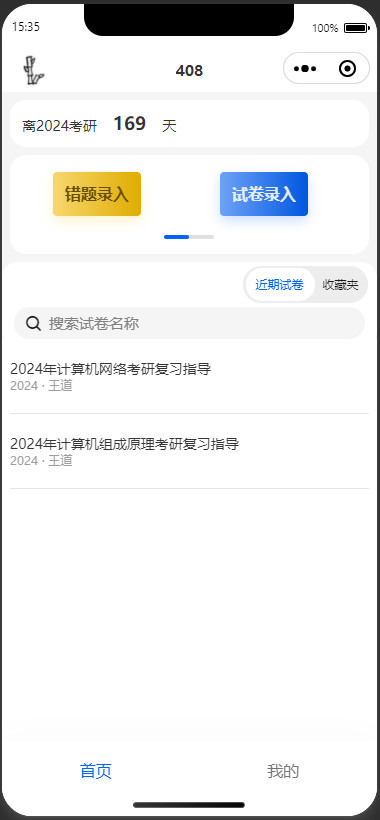 15:35
100%
408
离2024考研 169 天
错题录入 试卷录入
近期试卷 收藏夹
搜索试卷名称
2024年计算机网络考研复习指导
2024 · 王道
2024年计算机组成原理考研复习指导
2024 · 王道
首页 我的